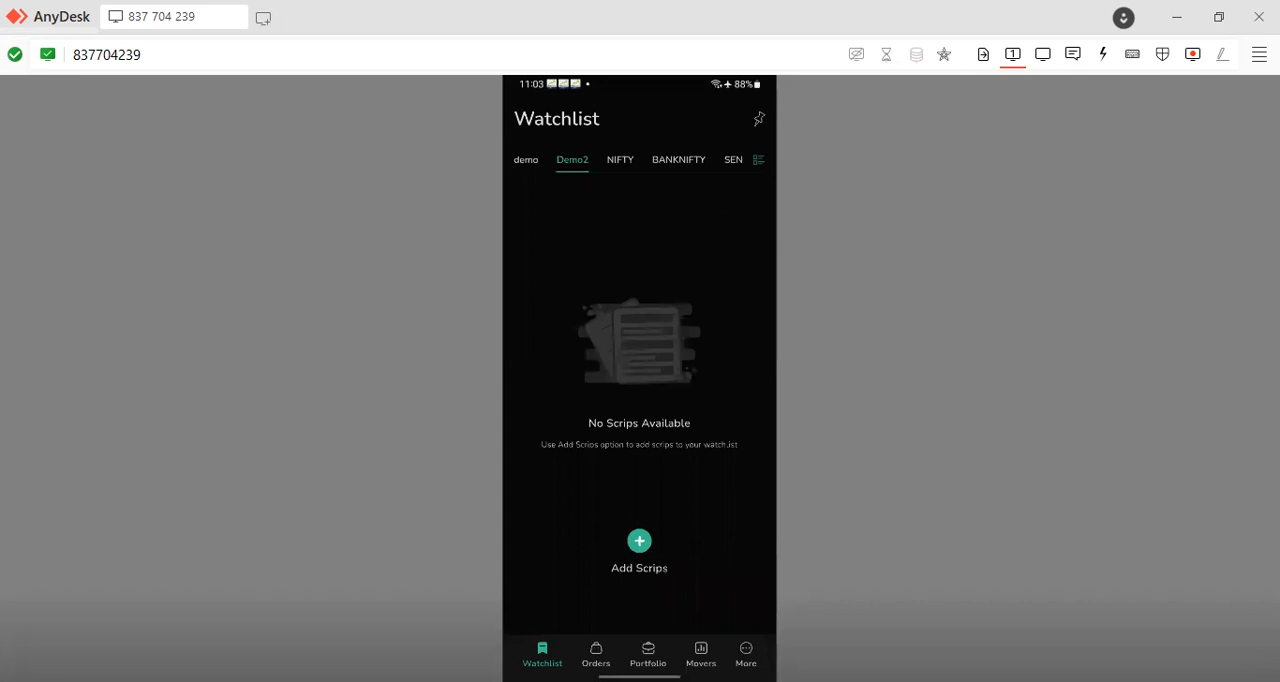 AnyDesk
837 704 239
837704239
1
11:03
88%
Watchlist
demo
Demo2
NIFTY
BANKNIFTY
SEN
No Scrips Available
Use Add Scrips option to add scrips to your watchlist
Add Scrips
Watchlist
Orders
Portfolio
Movers
More